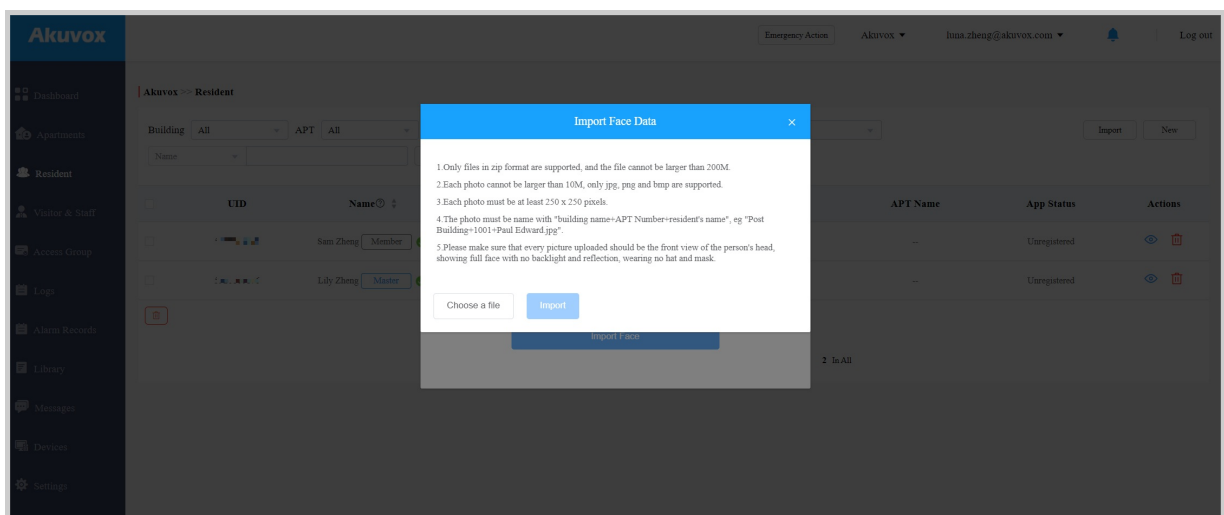 Akuvox
Emergency Action
Akuvox
luna.zheng@akuvox.com
Log out
Dashboard
Apartments
Resident
Visitor & Staff
Access Group
Logs
Alarm Records
Library
Messages
Devices
Settings
Akuvox >> Resident
Building All APT All
Import New
Name
UID Name APT Name App Status Actions
Sam Zheng Member -- Unregistered
Lily Zheng Master -- Unregistered
2 In All
Import Face Data
1.Only files in zip format are supported, and the file cannot be larger than 200M.
2.Each photo cannot be larger than 10M, only jpg, png and bmp are supported.
3.Each photo must be at least 250 x 250 pixels.
4.The photo must be name with "building name+APT Number+resident's name", eg "Post
Building+1001+Paul Edward.jpg".
5.Please make sure that every picture uploaded should be the front view of the person's head,
showing full face with no backlight and reflection, wearing no hat and mask.
Choose a file Import
Import Face